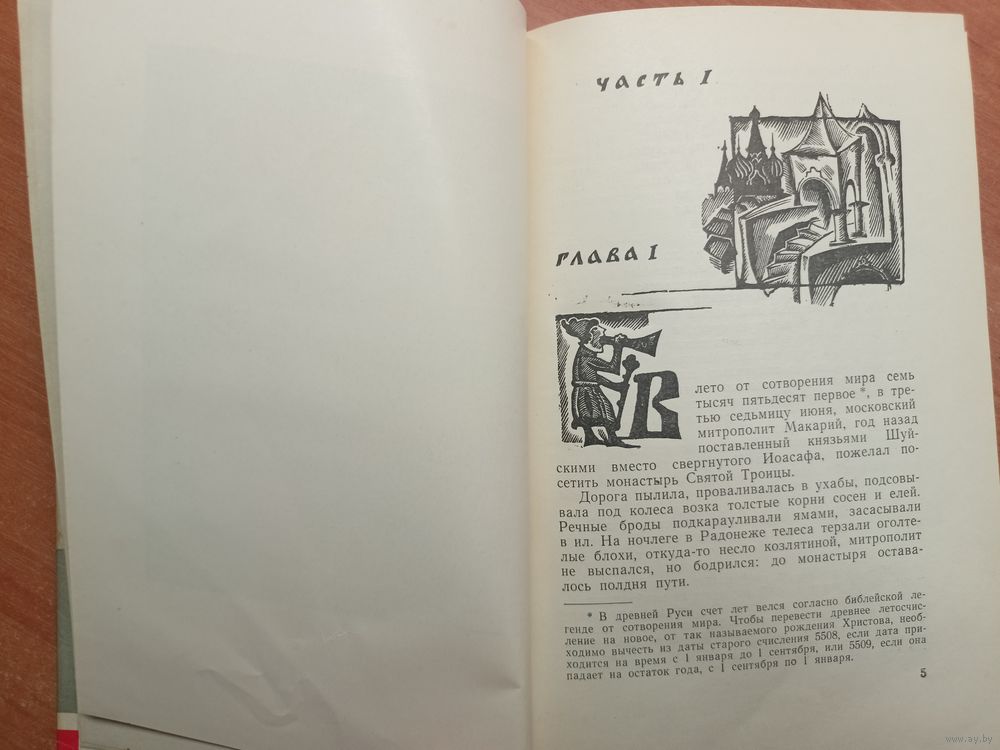 ЧАСТЬ I
ГЛАВА I
В лето от сотворения мира семь
тысяч пятьдесят первое*, в тре-
тью седьмицу июня, московский
митрополит Макарий, год назад
поставленный князьями Шуй-
скими вместо свергнутого Иоасафа, пожелал по-
сетить монастырь Святой Троицы.
Дорога пылила, проваливалась в ухабы, подсовы-
вала под колеса возка толстые корни сосен и елей.
Речные броды подкарауливали ямами, засасывали
в ил. На ночлеге в Радонеже телеса терзали оголте-
лые блохи, откуда-то несло козлятиной, митрополит
не выспался, но бодрился: до монастыря остава-
лось полдня пути.
* В древней Руси счет лет велся согласно библейской ле-
генде от сотворения мира. Чтобы перевести древнее летосчис-
ление на новое, от так называемого рождения Христова, необ-
ходимо вычесть из даты старого счисления 5508, если дата при-
ходится на время с 1 января до 1 сентября, или 5509, если она
падает на остаток года, с 1 сентября по 1 января.
5
www.ay.by